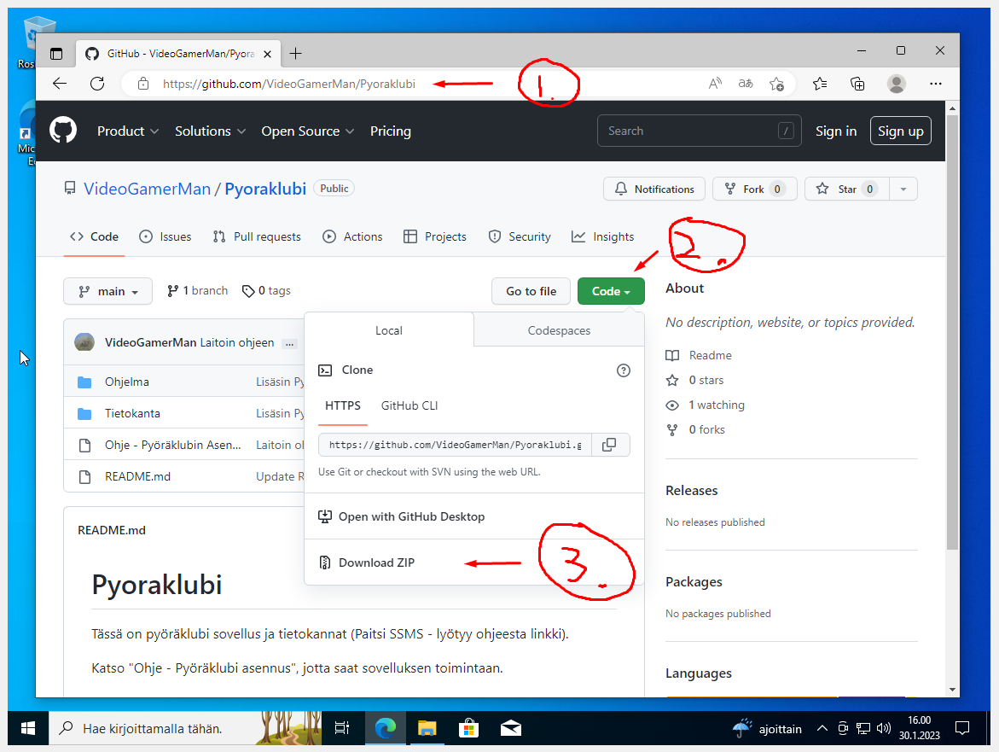 Ros
Mic
E
GitHub - VideoGamerMan/Pyora
https://github.com/VideoGamerMan/Pyoraklubi
1.
Product Solutions Open Source Pricing Search / Sign in Sign up
VideoGamerMan / Pyoraklubi Public Notifications Fork 0 Star 0
Code Issues Pull requests Actions Projects Security Insights
2.
main 1 branch 0 tags Go to file Code
About
No description, website, or topics provided.
Readme
0 stars
1 watching
0 forks
VideoGamerMan Laitoin ohjeen ...
Ohjelma Lisäsin Py
Tietokanta Lisäsin Py
Ohje - Pyöräklubin Asen... Laitoin oh
README.md Update R
Local Codespaces
Clone
HTTPS GitHub CLI
https://github.com/VideoGamerMan/Pyoraklubi.g
Use Git or checkout with SVN using the web URL.
Open with GitHub Desktop
Download ZIP
3.
Releases
No releases published
Packages
No packages published
Languages
README.md
Pyoraklubi
Tässä on pyöräklubi sovellus ja tietokannat (Paitsi SSMS - lyötyy ohjeesta linkki).
Katso "Ohje - Pyöräklubi asennus", jotta saat sovelluksen toimintaan.
Hae kirjoittamalla tähän.
ajoittain
16.00
30.1.2023